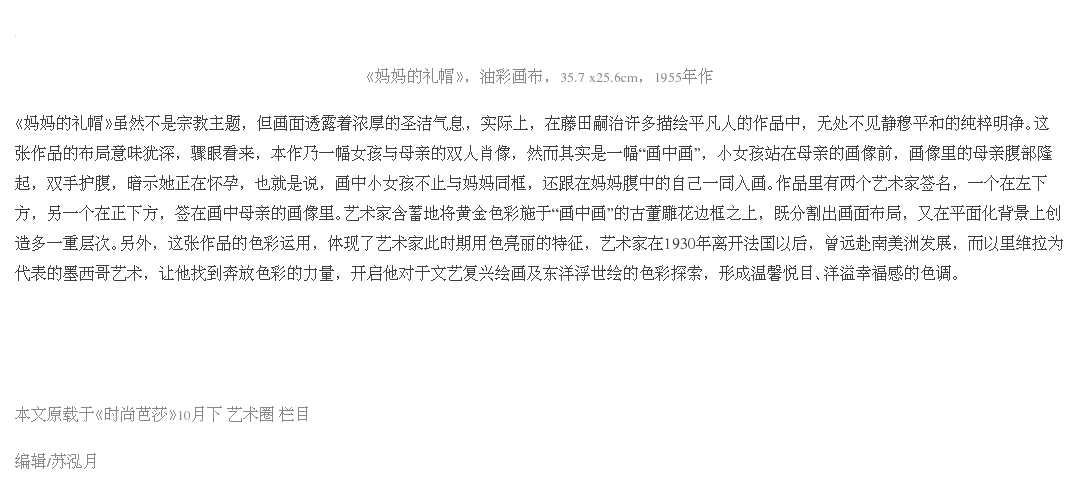 《妈妈的礼帽》，油彩画布，35.7 x25.6cm，1955年作
《妈妈的礼帽》虽然不是宗教主题，但画面透露着浓厚的圣洁气息，实际上，在藤田嗣治许多描绘平凡人的作品中，无处不见静穆平和的纯粹明净。这
张作品的布局意味犹深，骤眼看来，本作乃一幅女孩与母亲的双人肖像，然而其实是一幅“画中画”，小女孩站在母亲的画像前，画像里的母亲腹部隆
起，双手护腹，暗示她正在怀孕，也就是说，画中小女孩不止与妈妈同框，还跟在妈妈腹中的自己一同入画。作品里有两个艺术家签名，一个在左下
方，另一个在正下方，签在画中母亲的画像里。艺术家含蓄地将黄金色彩施于“画中画”的古董雕花边框之上，既分割出画面布局，又在平面化背景上创
造多一重层次。另外，这张作品的色彩运用，体现了艺术家此时期用色亮丽的特征，艺术家在1930年离开法国以后，曾远赴南美洲发展，而以里维拉为
代表的墨西哥艺术，让他找到奔放色彩的力量，开启他对于文艺复兴绘画及东洋浮世绘的色彩探索，形成温馨悦目、洋溢幸福感的色调。
本文原载于《时尚芭莎》10月下 艺术圈 栏目
编辑/苏泓月